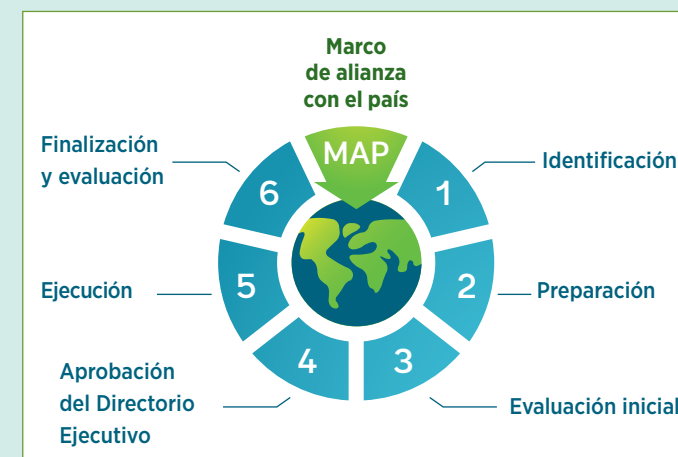 Marco
de alianza
con el país
MAP
1
Identificación
2
Preparación
3
Evaluación inicial
4
Aprobación
del Directorio
Ejecutivo
5
Ejecución
6
Finalización
y evaluación